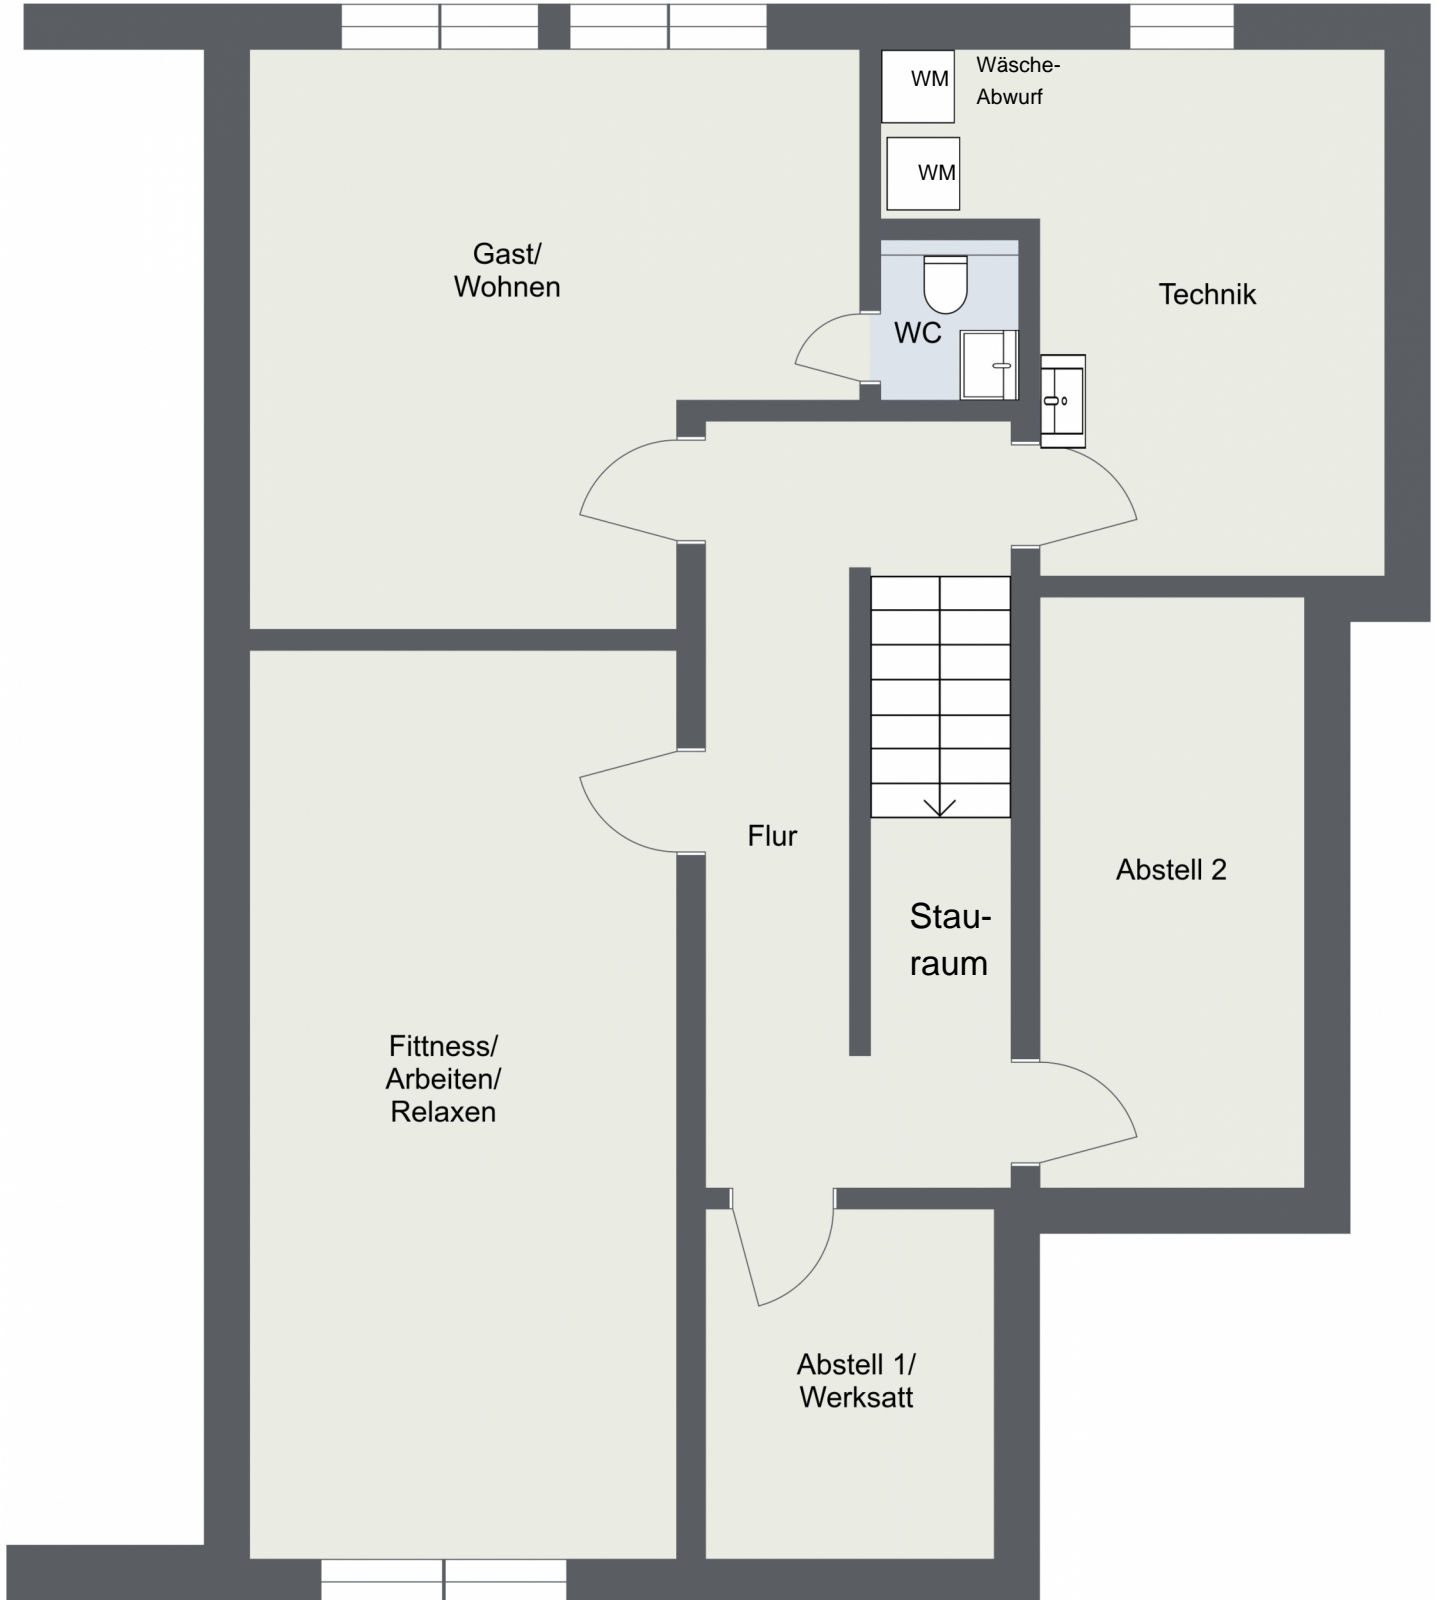 WM
Wäsche-
Abwurf
WM
Gast/
Wohnen
Technik
WC
Flur
Abstell 2
Stau-
raum
Fittness/
Arbeiten/
Relaxen
Abstell 1/
Werksatt